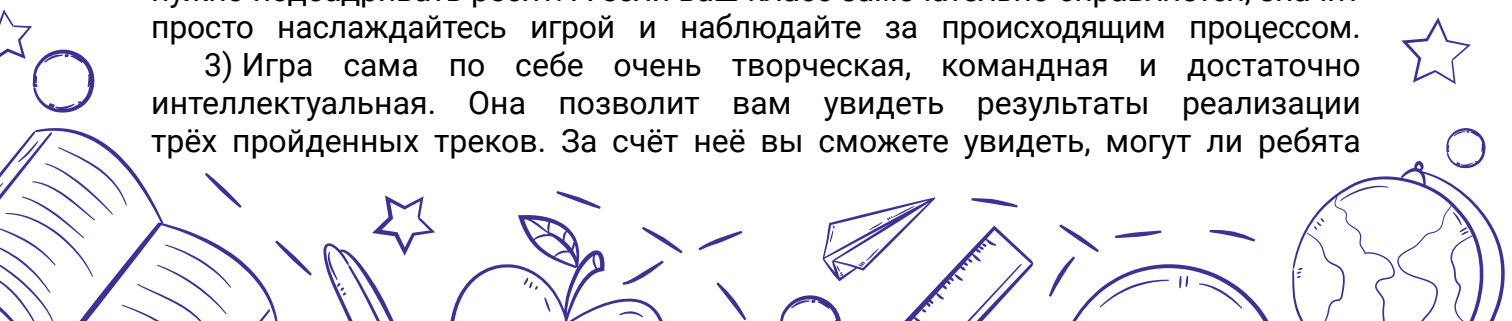 просто наслаждайтесь игрой и наблюдайте за происходящим процессом.
3) Игра сама по себе очень творческая, командная и достаточно
интеллектуальная. Она позволит вам увидеть результаты реализации
трёх пройденных треков. За счёт неё вы сможете увидеть, могут ли ребята